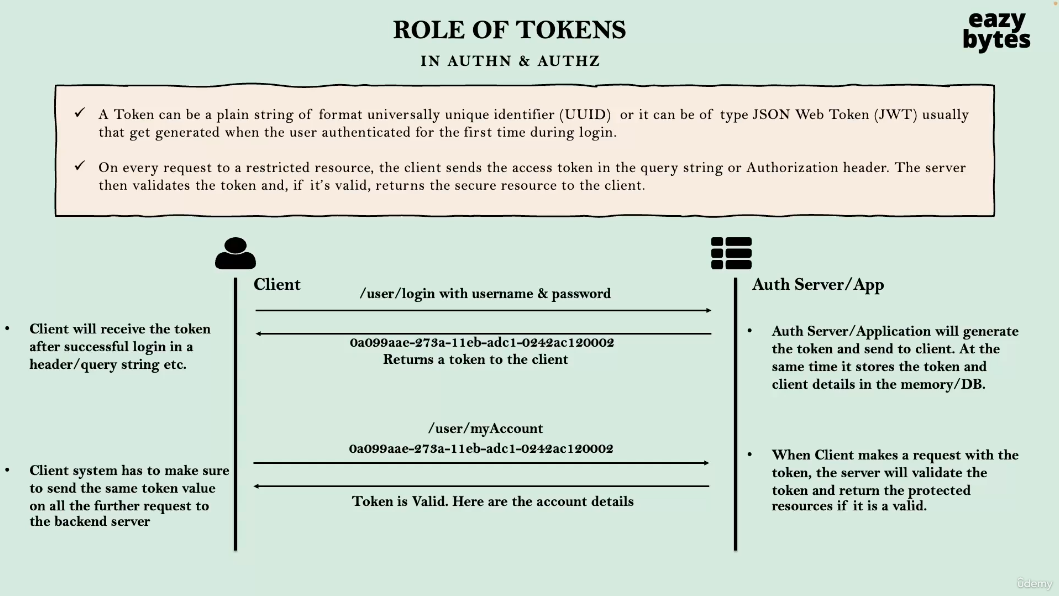 ROLE OF TOKENS
eazy
bytes
IN AUTHN & AUTHZ
✓ A Token can be a plain string of format universally unique identifier (UUID) or it can be of type JSON Web Token (JWT) usually
that get generated when the user authenticated for the first time during login.
✓ On every request to a restricted resource, the client sends the access token in the query string or Authorization header. The server
then validates the token and, if it's valid, returns the secure resource to the client.
Client
Auth Server/App
/user/login with username & password
• Client will receive the token
after successful login in a
header/query string etc.
0a099aae-273a-11eb-adc1-0242ac120002
Returns a token to the client
• Auth Server/Application will generate
the token and send to client. At the
same time it stores the token and
client details in the memory/DB.
/user/myAccount
0a099aae-273a-11eb-adc1-0242ac120002
• Client system has to make sure
to send the same token value
on all the further request to
the backend server
Token is Valid. Here are the account details
• When Client makes a request with the
token, the server will validate the
token and return the protected
resources if it is a valid.
Udemy